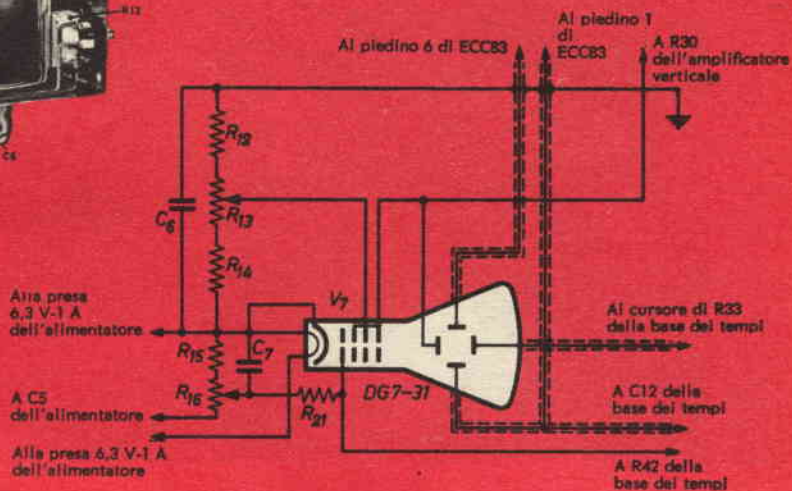 R12
C6
Al piedino 6 di ECC83
Al piedino 1
di
ECC83
A R30
dell'amplificatore
verticale
R12
C6
R13
R14
Alla presa
6,3 V-1 A
dell'alimentatore
V7
R15
C7
R16
A C5
dell'alimentatore
R21
DG7-31
Al cursore di R33
della base dei tempi
A C12 della
base dei tempi
Alla presa 6,3 V-1 A
dell'alimentatore
A R42 della
base dei tempi